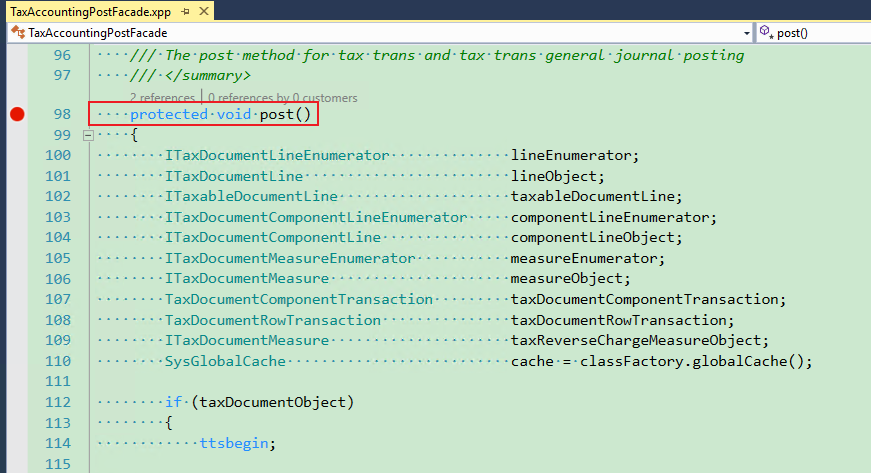 TaxAccountingPostFacade.xpp
TaxAccountingPostFacade post()
96 /// The post method for tax trans and tax trans general journal posting
97 /// </summary>
2 references | 0 references by 0 customers
98 protected void post()
99 {
100 ITaxDocumentLineEnumerator lineEnumerator;
101 ITaxDocumentLine lineObject;
102 ITaxableDocumentLine taxableDocumentLine;
103 ITaxDocumentComponentLineEnumerator componentLineEnumerator;
104 ITaxDocumentComponentLine componentLineObject;
105 ITaxDocumentMeasureEnumerator measureEnumerator;
106 ITaxDocumentMeasure measureObject;
107 TaxDocumentComponentTransaction taxDocumentComponentTransaction;
108 TaxDocumentRowTransaction taxDocumentRowTransaction;
109 ITaxDocumentMeasure taxReverseChargeMeasureObject;
110 SysGlobalCache cache = classFactory.globalCache();
111
112 if (taxDocumentObject)
113 {
114 ttsbegin;
115